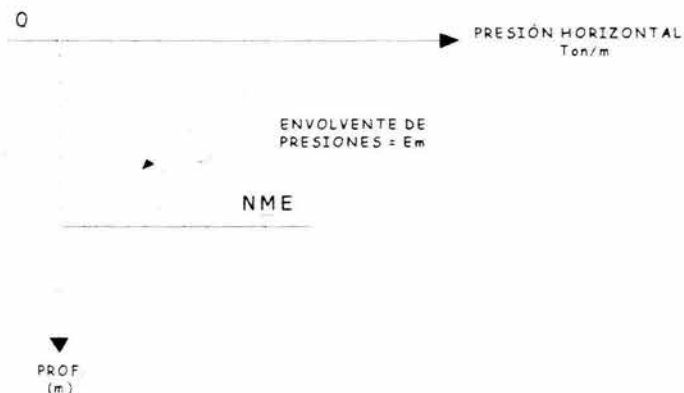 0
PRESIÓN HORIZONTAL
Ton/m
ENVOLVENTE DE
PRESIONES = Em
NME
PROF
(m)